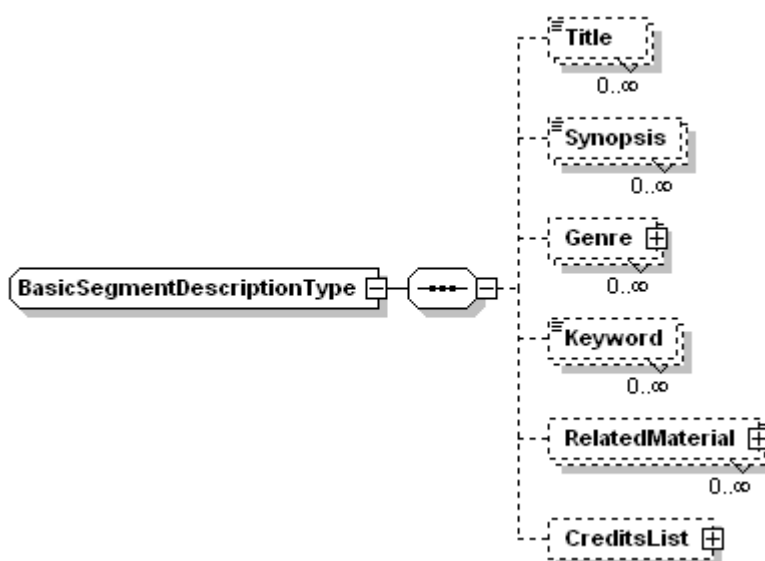 Title
0..∞
Synopsis
0..∞
Genre
0..∞
BasicSegmentDescriptionType
Keyword
0..∞
RelatedMaterial
0..∞
CreditsList